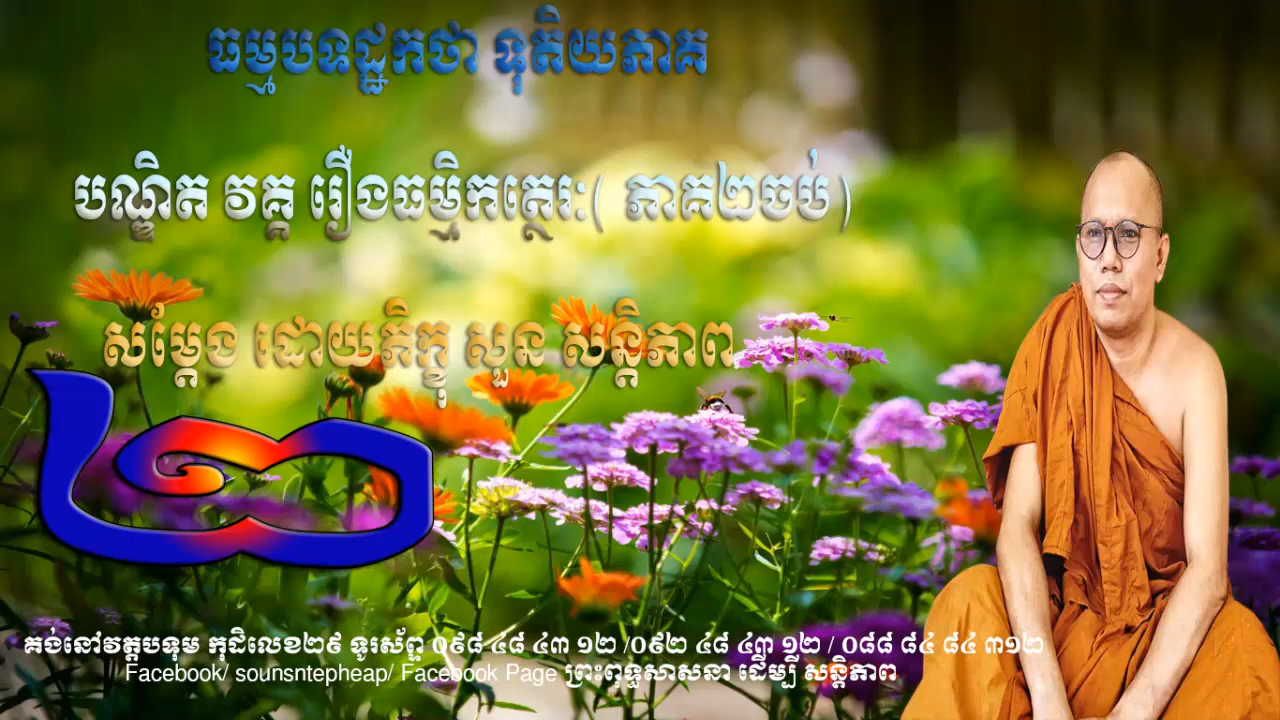 ធម្មបទដ្ឋកថា ទុតិយភាគ
បណ្ឌិត វគ្គ រឿងធម្មិកត្ថេរៈ( ភាគ២ចប់ )
សម្ដែង ដោយភិក្ខុ សួន សន្តិភាព
២
គង់នៅវត្តបទុម កុដិលេខ២៩ ទូរស័ព្ទ ០៩៨ ៤៨ ៤៣ ១២ /០៩២ ៤៨ ៤៣ ១២ / ០៨៨ ៨៤ ៨៤ ៣១២
Facebook/ sounsntepheap/ Facebook Page ព្រះពុទ្ធសាសនា ដើម្បី សន្តិភាព